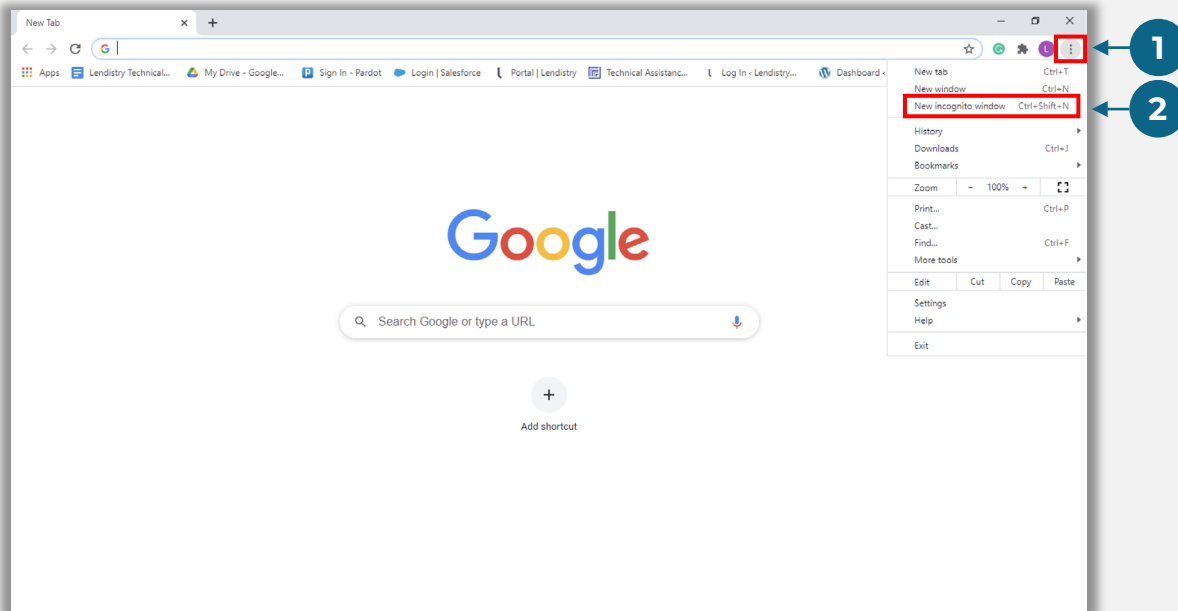 New Tab
Apps Lendistry Technical... My Drive - Google... Sign In - Pardot Login | Salesforce Portal | Lendistry Technical Assistanc... Log In ‹ Lendistry... Dashboard ‹
L
1
New tab Ctrl+T
New window Ctrl+N
New incognito window Ctrl+Shift+N
2
History
Downloads Ctrl+J
Bookmarks
Zoom - 100% +
Print... Ctrl+P
Cast...
Find... Ctrl+F
More tools
Edit Cut Copy Paste
Settings
Help
Exit
Google
Search Google or type a URL
Add shortcut